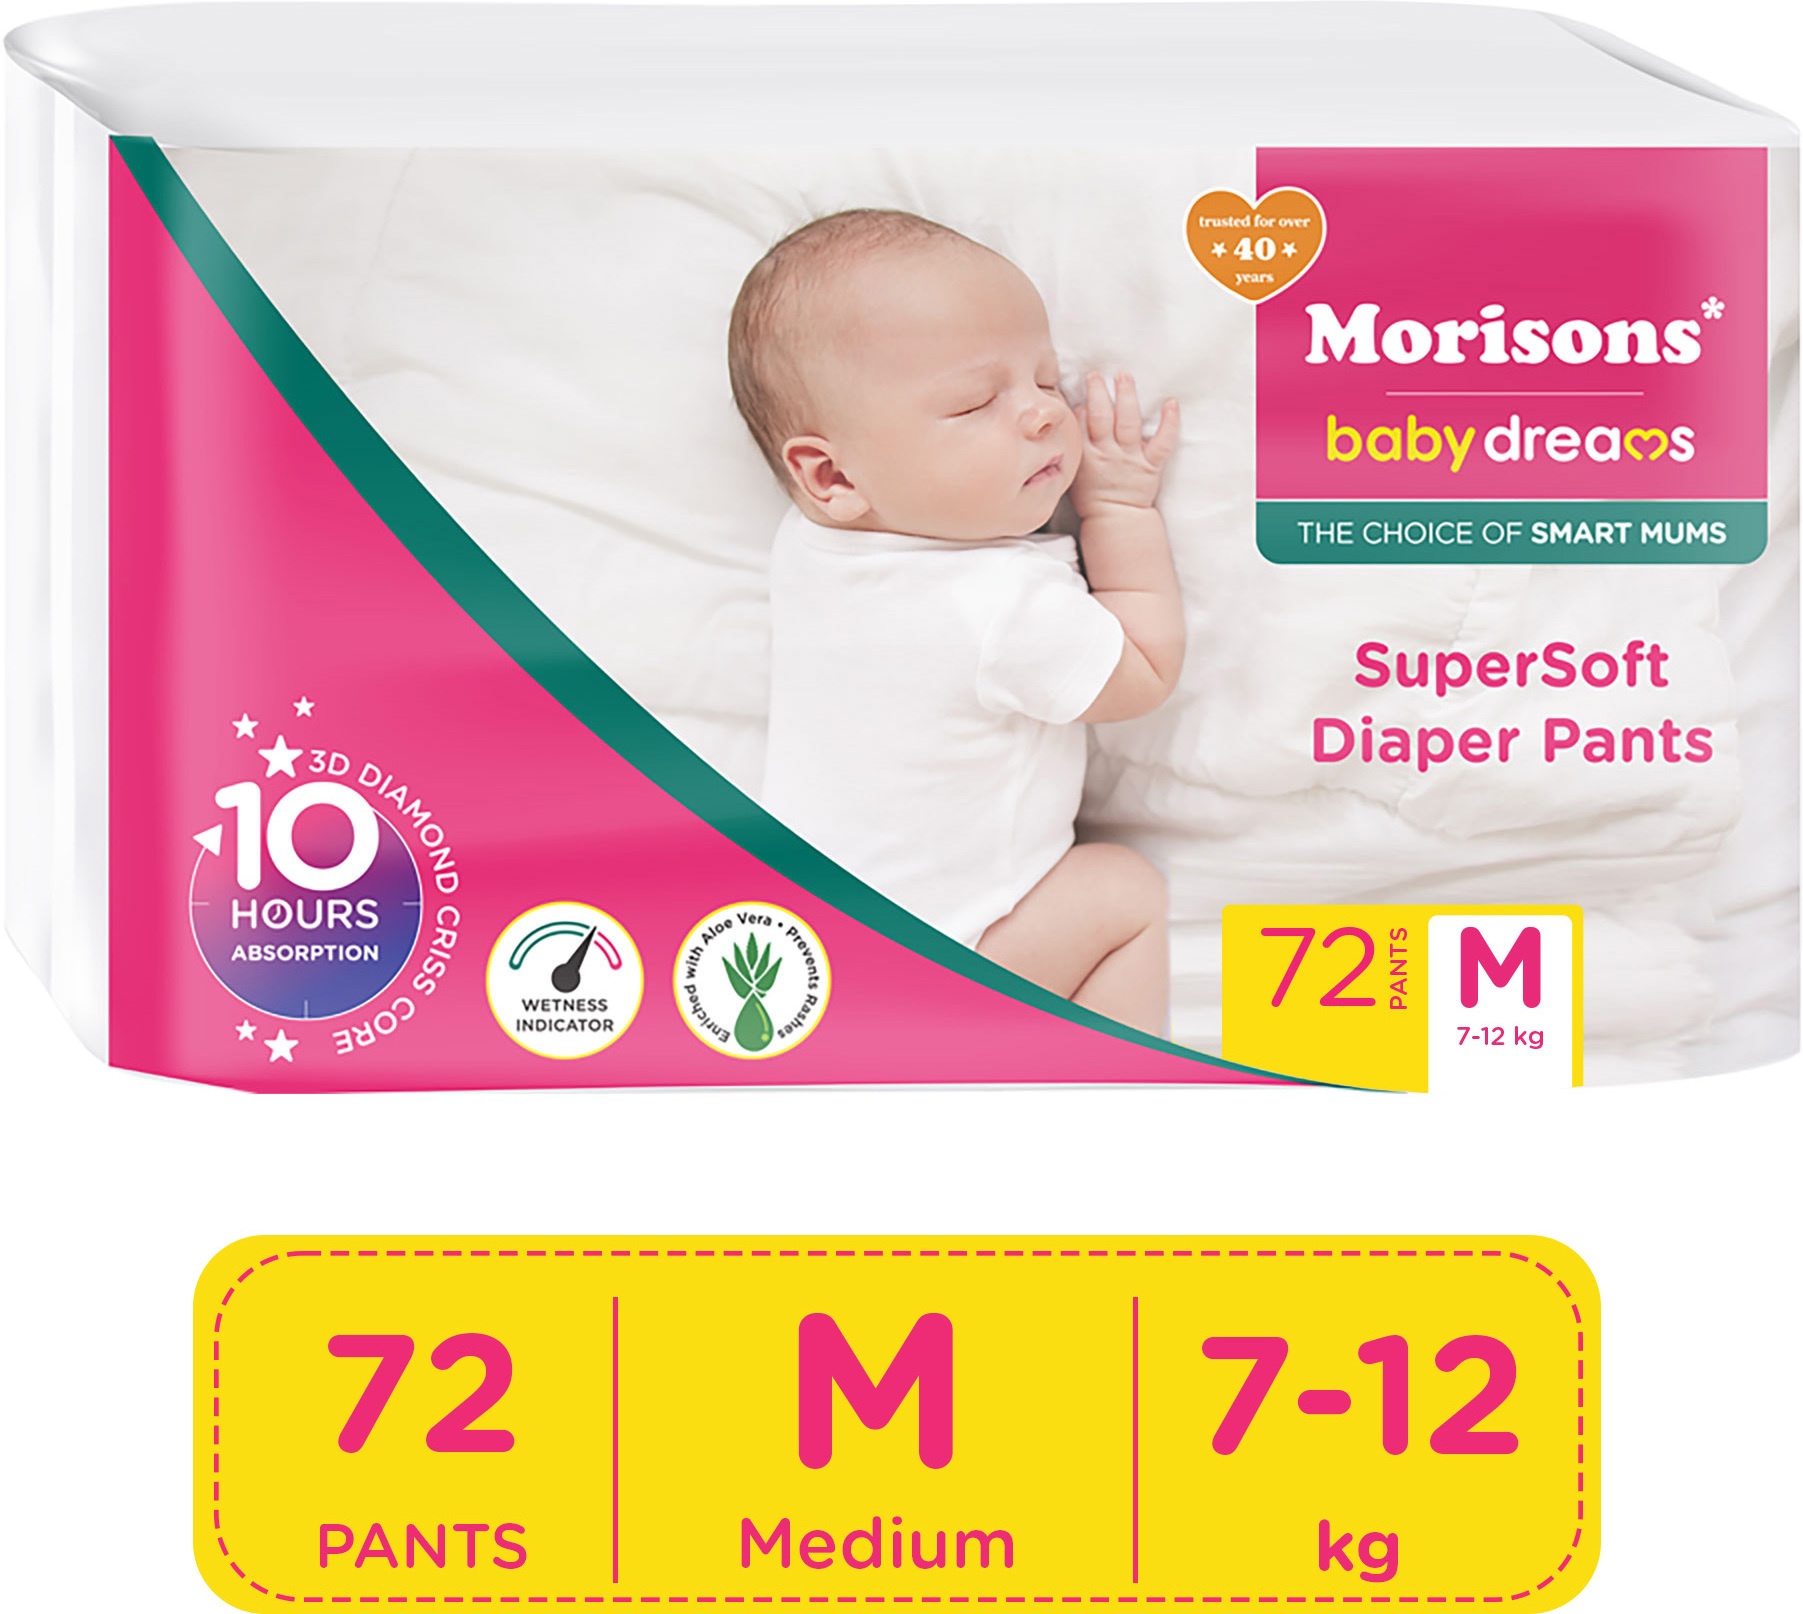 trusted for over
* 40 *
years
Morisons*
baby dreams
THE CHOICE OF SMART MUMS
SuperSoft
Diaper Pants
3D DIAMOND CRISS CORE
10
HOURS
ABSORPTION
WETNESS
INDICATOR
Enriched with Aloe Vera • Prevents Rashes
72 PANTS
M
7-12 kg
72
PANTS
M
Medium
7-12
kg